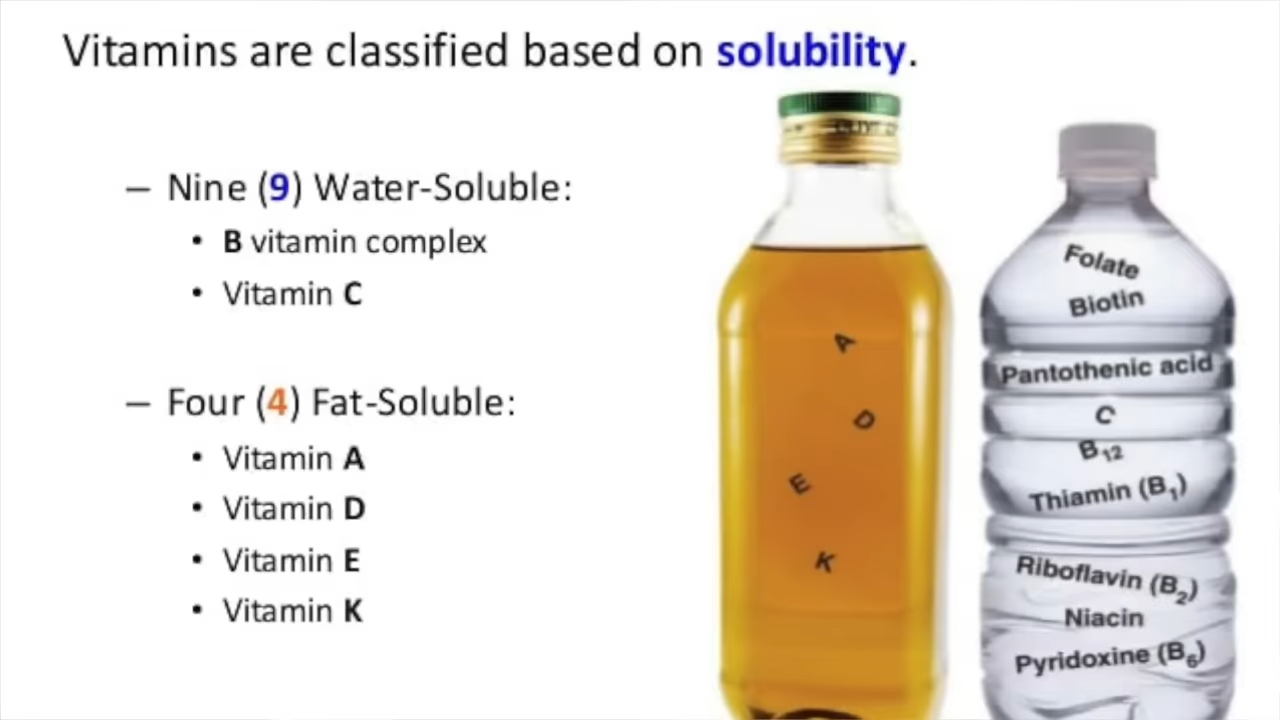 Vitamins are classified based on solubility.
– Nine (9) Water-Soluble:
• B vitamin complex
• Vitamin C
– Four (4) Fat-Soluble:
• Vitamin A
• Vitamin D
• Vitamin E
• Vitamin K
A
D
E
K
Folate
Biotin
Pantothenic acid
C
B₁₂
Thiamin (B₁)
Riboflavin (B₂)
Niacin
Pyridoxine (B₆)